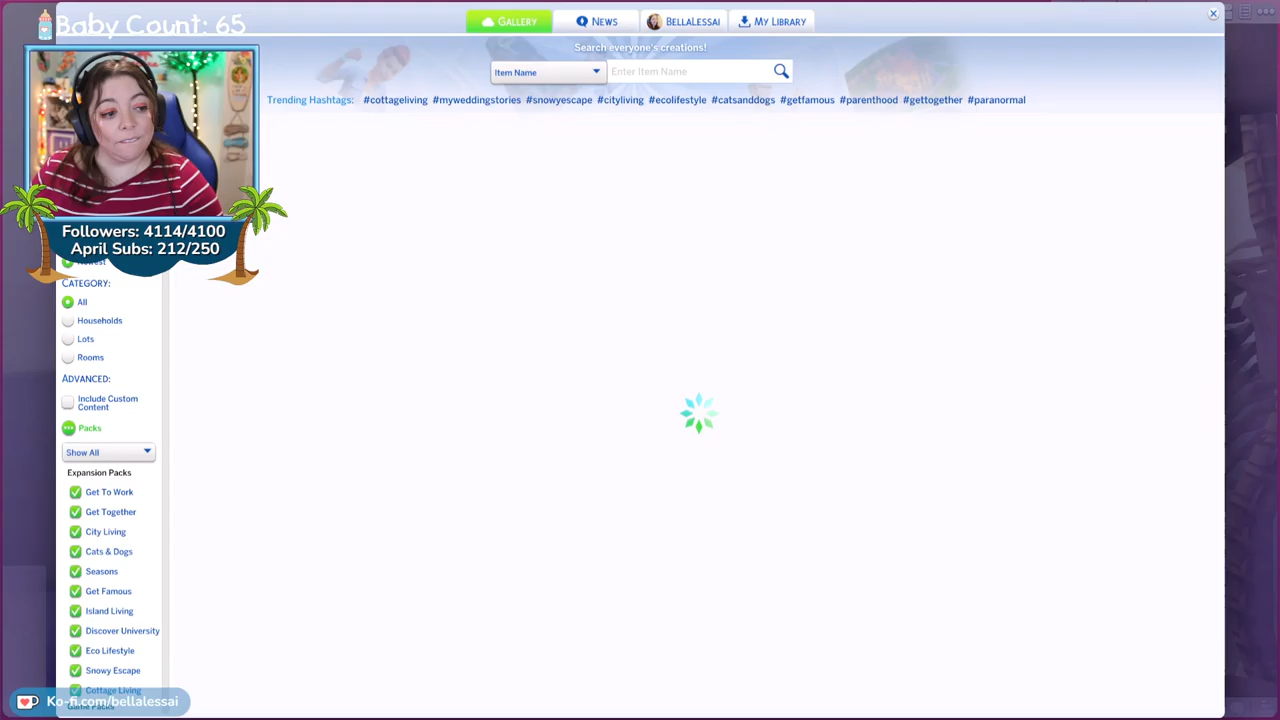 Baby Count: 65
Gallery
News
BellaLessai
My Library
Search everyone's creations!
Item Name
Enter Item Name
Trending Hashtags: #cottageliving #myweddingstories #snowyescape #cityliving #ecolifestyle #catsanddogs #getfamous #parenthood #gettogether #paranormal
Followers: 4114/4100
April Subs: 212/250
Category:
All
Households
Lots
Rooms
Advanced:
Include Custom
Content
Packs
Show All
Expansion Packs
Get To Work
Get Together
City Living
Cats & Dogs
Seasons
Get Famous
Island Living
Discover University
Eco Lifestyle
Snowy Escape
Cottage Living
Ko-fi.com/bellalessai
Game Packs